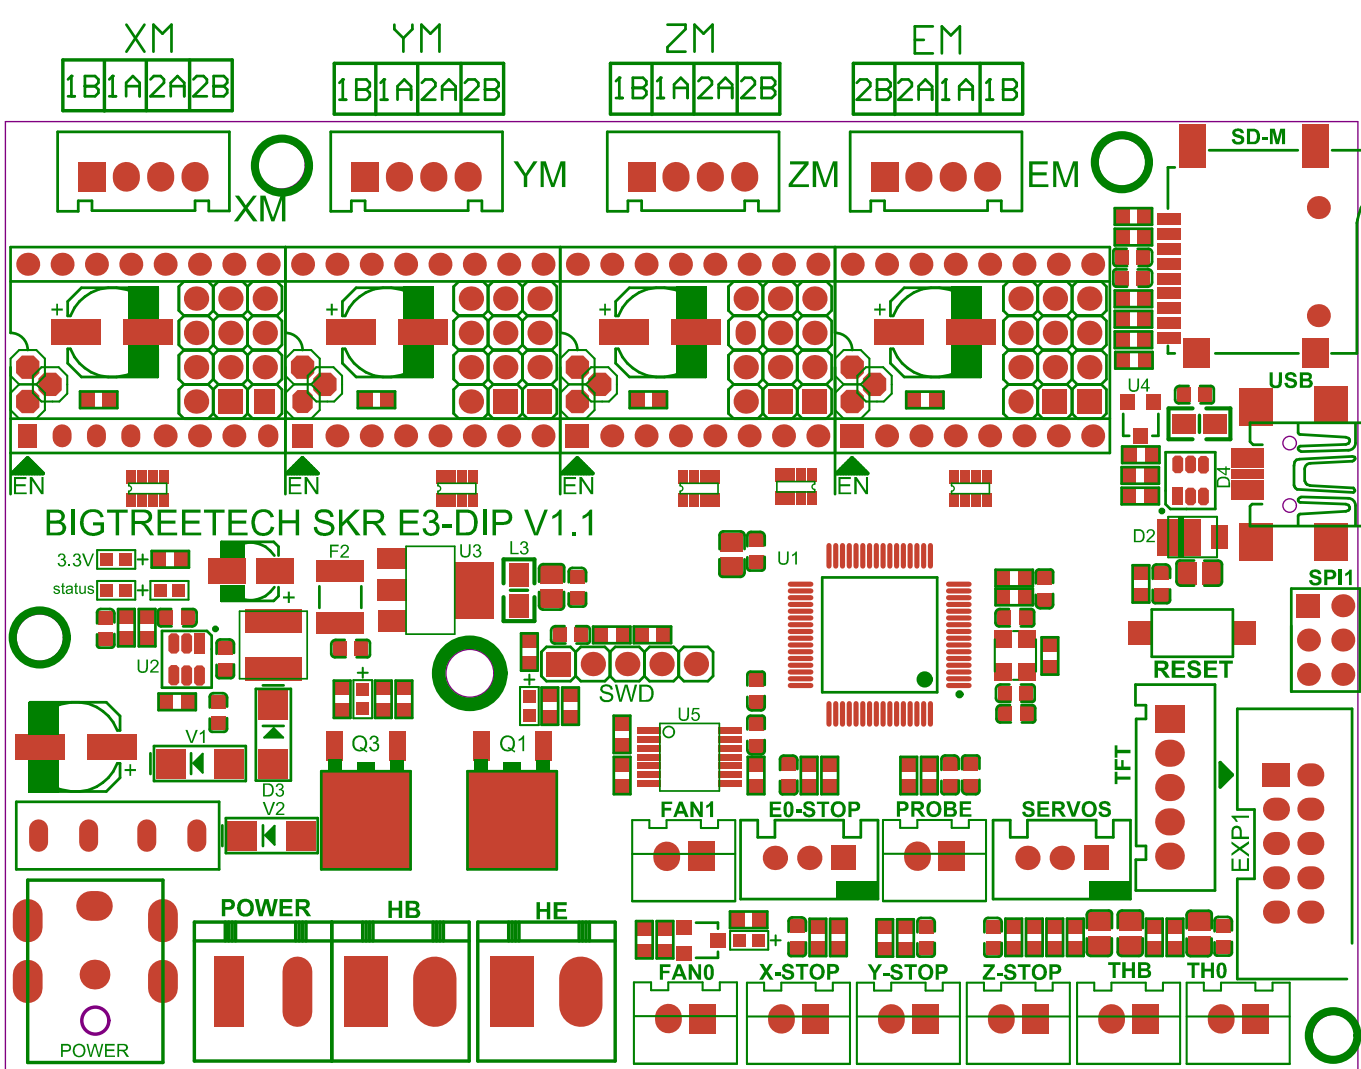 XM YM ZM EM
1B 1A 2A 2B 1B 1A 2A 2B 1B 1A 2A 2B 2B 2A 1A 1B
SD-M
XM YM ZM EM
+ + + +
U4 USB
EN EN EN EN
D4
BIGTREETECH SKR E3-DIP V1.1
3.3V + F2 U3 L3 U1 D2
status + + SPI1
U2 + + SWD RESET
V1 + Q3 Q1 U5 TFT
D3
V2 FAN1 E0-STOP PROBE SERVOS
EXP1
POWER HB HE
+
FAN0 X-STOP Y-STOP Z-STOP THB TH0
POWER